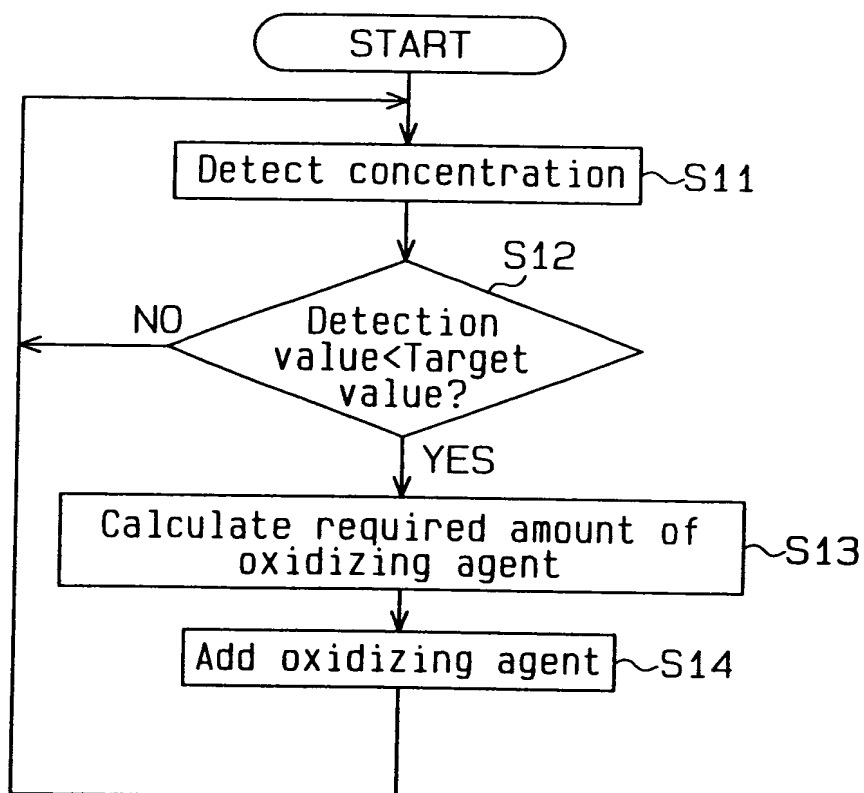 START
Detect concentration
S11
S12
NO
Detection
value<Target
value?
YES
Calculate required amount of
oxidizing agent
S13
Add oxidizing agent
S14